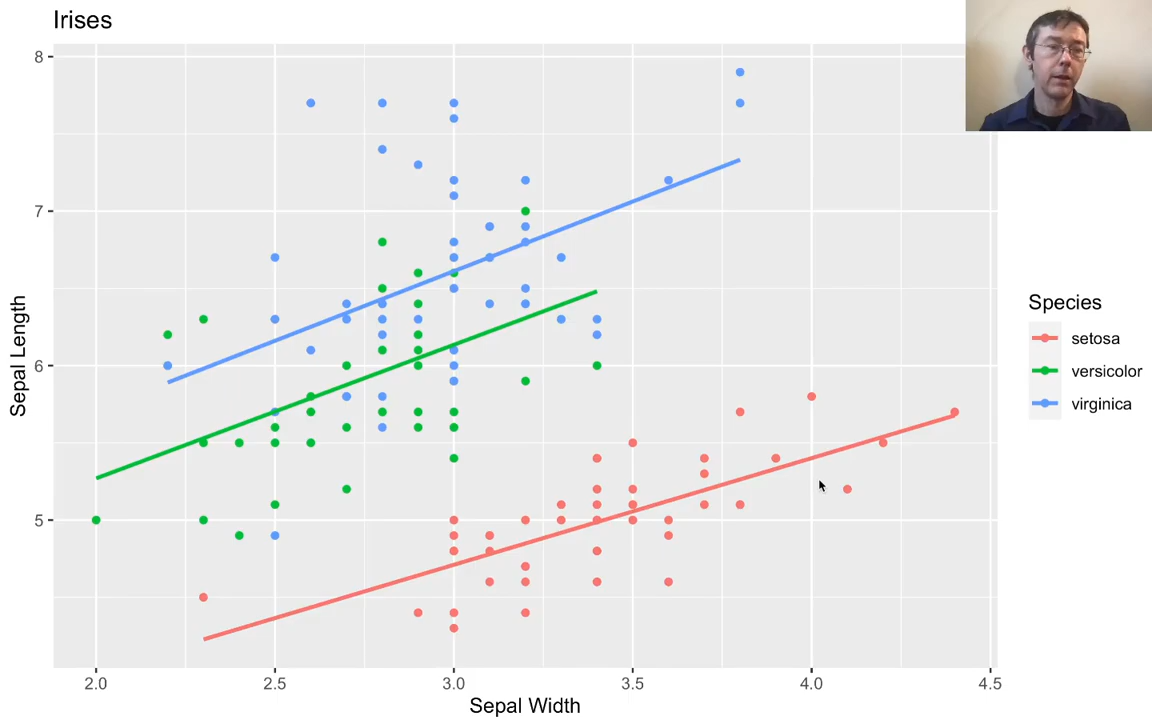 Irises
8
7
6
5
Sepal Length
2.0 2.5 3.0 3.5 4.0 4.5
Sepal Width
Species
setosa
versicolor
virginica